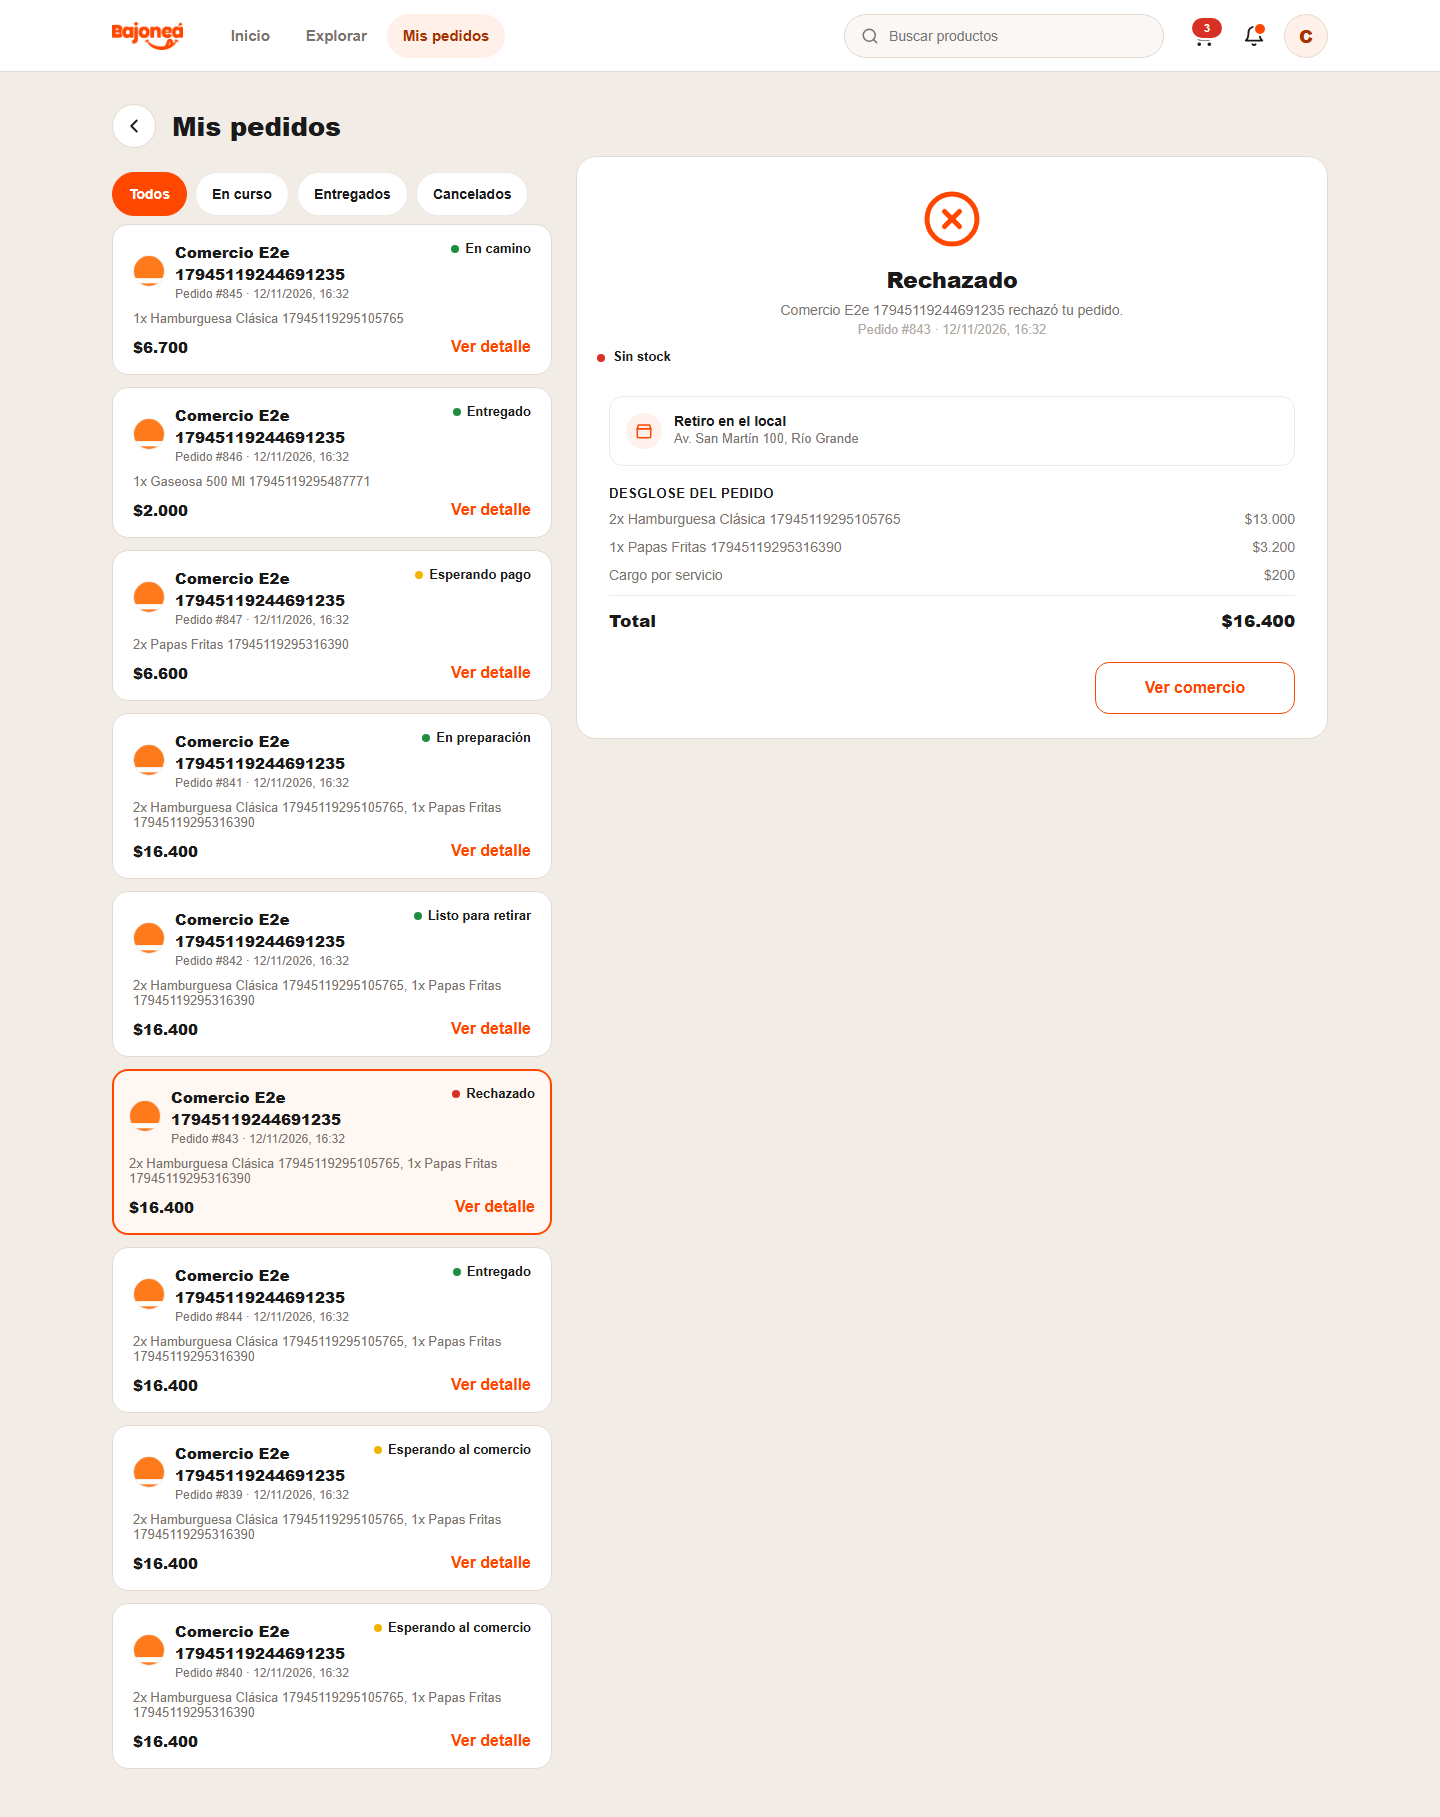 Bajoneá
Inicio
Explorar
Mis pedidos
Buscar productos
3
C
Mis pedidos
Todos
En curso
Entregados
Cancelados
Comercio E2e
17945119244691235
En camino
Pedido #845 · 12/11/2026, 16:32
1x Hamburguesa Clásica 17945119295105765
$6.700
Ver detalle
Comercio E2e
17945119244691235
Entregado
Pedido #846 · 12/11/2026, 16:32
1x Gaseosa 500 Ml 17945119295487771
$2.000
Ver detalle
Comercio E2e
17945119244691235
Esperando pago
Pedido #847 · 12/11/2026, 16:32
2x Papas Fritas 17945119295316390
$6.600
Ver detalle
Comercio E2e
17945119244691235
En preparación
Pedido #841 · 12/11/2026, 16:32
2x Hamburguesa Clásica 17945119295105765, 1x Papas Fritas
17945119295316390
$16.400
Ver detalle
Comercio E2e
17945119244691235
Listo para retirar
Pedido #842 · 12/11/2026, 16:32
2x Hamburguesa Clásica 17945119295105765, 1x Papas Fritas
17945119295316390
$16.400
Ver detalle
Comercio E2e
17945119244691235
Rechazado
Pedido #843 · 12/11/2026, 16:32
2x Hamburguesa Clásica 17945119295105765, 1x Papas Fritas
17945119295316390
$16.400
Ver detalle
Comercio E2e
17945119244691235
Entregado
Pedido #844 · 12/11/2026, 16:32
2x Hamburguesa Clásica 17945119295105765, 1x Papas Fritas
17945119295316390
$16.400
Ver detalle
Comercio E2e
17945119244691235
Esperando al comercio
Pedido #839 · 12/11/2026, 16:32
2x Hamburguesa Clásica 17945119295105765, 1x Papas Fritas
17945119295316390
$16.400
Ver detalle
Comercio E2e
17945119244691235
Esperando al comercio
Pedido #840 · 12/11/2026, 16:32
2x Hamburguesa Clásica 17945119295105765, 1x Papas Fritas
17945119295316390
$16.400
Ver detalle
Rechazado
Comercio E2e 17945119244691235 rechazó tu pedido.
Pedido #843 · 12/11/2026, 16:32
Sin stock
Retiro en el local
Av. San Martín 100, Río Grande
DESGLOSE DEL PEDIDO
2x Hamburguesa Clásica 17945119295105765 $13.000
1x Papas Fritas 17945119295316390 $3.200
Cargo por servicio $200
Total $16.400
Ver comercio